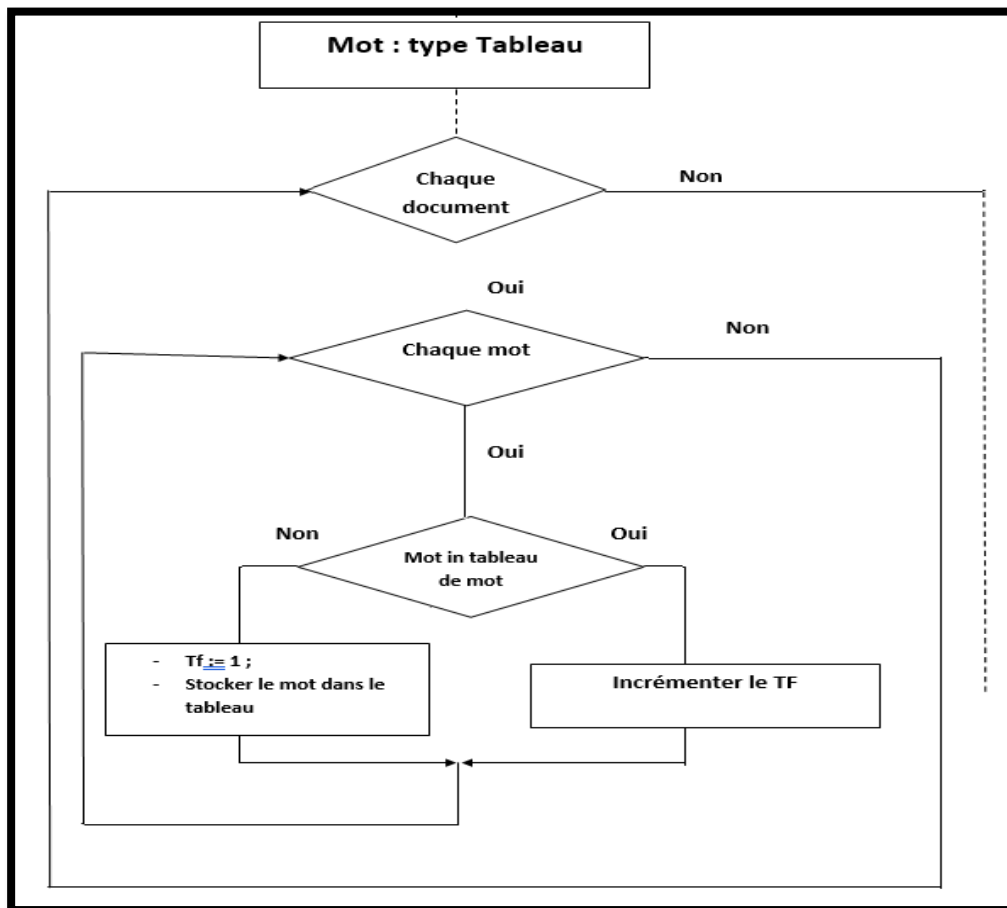 Mot : type Tableau
Chaque
document
Non
Oui
Chaque mot
Non
Oui
Non
Oui
Mot in tableau
de mot
- Tf := 1 ;
- Stocker le mot dans le
tableau
Incrémenter le TF